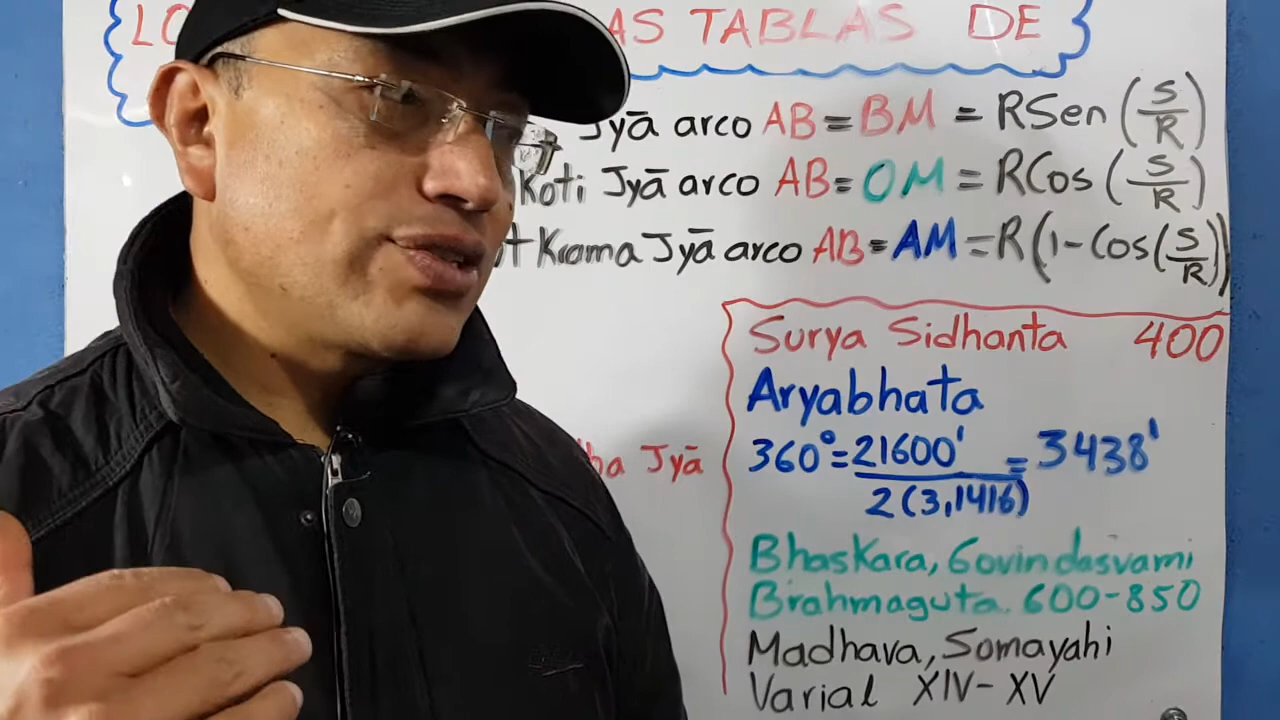 LO AS TABLAS DE
Jyā arco AB = BM = RSen (S/R)
Koti Jyā arco AB = OM = RCos (S/R)
t Krama Jyā arco AB = AM = R(1-Cos(S/R))
Surya Sidhanta 400
Aryabhata
ha Jyā
360° = 21600' / 2(3,1416) = 3438'
Bhaskara, Govindasvami
Brahmaguta. 600-850
Madhava, Somayahi
Varial XIV-XV